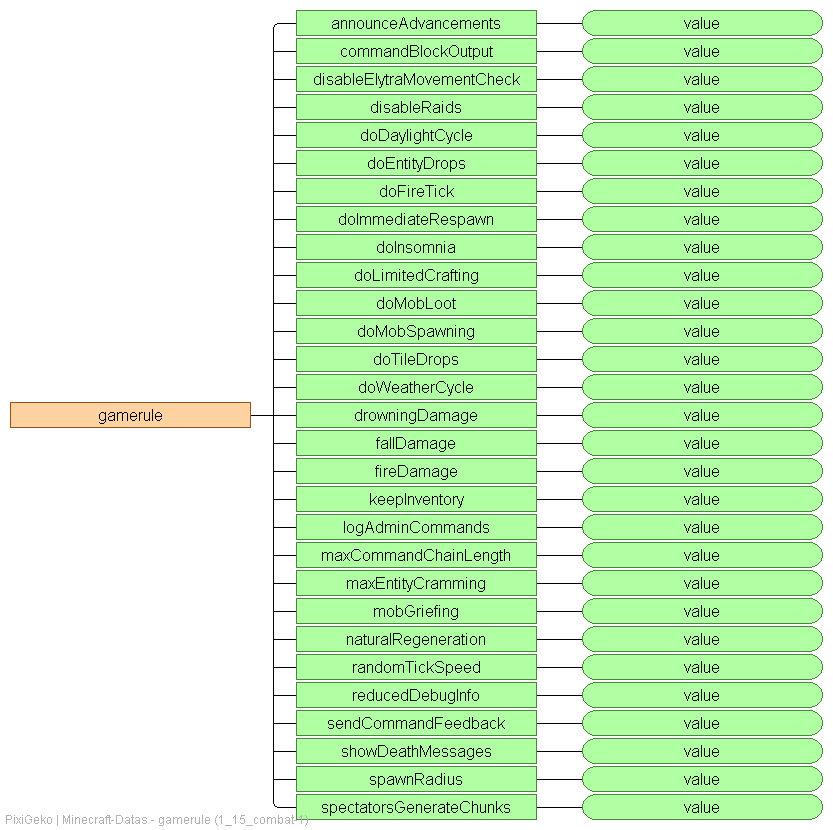 announceAdvancements value
commandBlockOutput value
disableElytraMovementCheck value
disableRaids value
doDaylightCycle value
doEntityDrops value
doFireTick value
doImmediateRespawn value
doInsomnia value
doLimitedCrafting value
doMobLoot value
doMobSpawning value
doTileDrops value
doWeatherCycle value
gamerule drowningDamage value
fallDamage value
fireDamage value
keepInventory value
logAdminCommands value
maxCommandChainLength value
maxEntityCramming value
mobGriefing value
naturalRegeneration value
randomTickSpeed value
reducedDebugInfo value
sendCommandFeedback value
showDeathMessages value
spawnRadius value
spectatorsGenerateChunks value
PixiGeko | Minecraft-Datas - gamerule (1_15_combat-1)